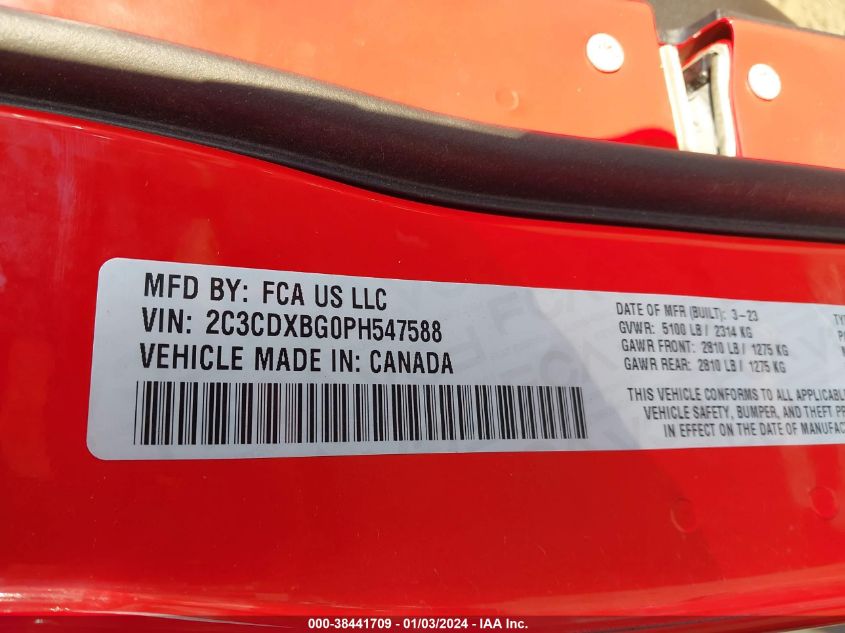 MFD BY: FCA US LLC
VIN: 2C3CDXBG0PH547588
VEHICLE MADE IN: CANADA
DATE OF MFR (BUILT): 3-23
GVWR: 5100 LB / 2314 KG
GAWR FRONT: 2810 LB / 1275 KG
GAWR REAR: 2810 LB / 1275 KG
THIS VEHICLE CONFORMS TO ALL APPLICABL
VEHICLE SAFETY, BUMPER, AND THEFT PR
IN EFFECT ON THE DATE OF MANUFAC
TY
000-38441709 - 01/03/2024 - IAA Inc.